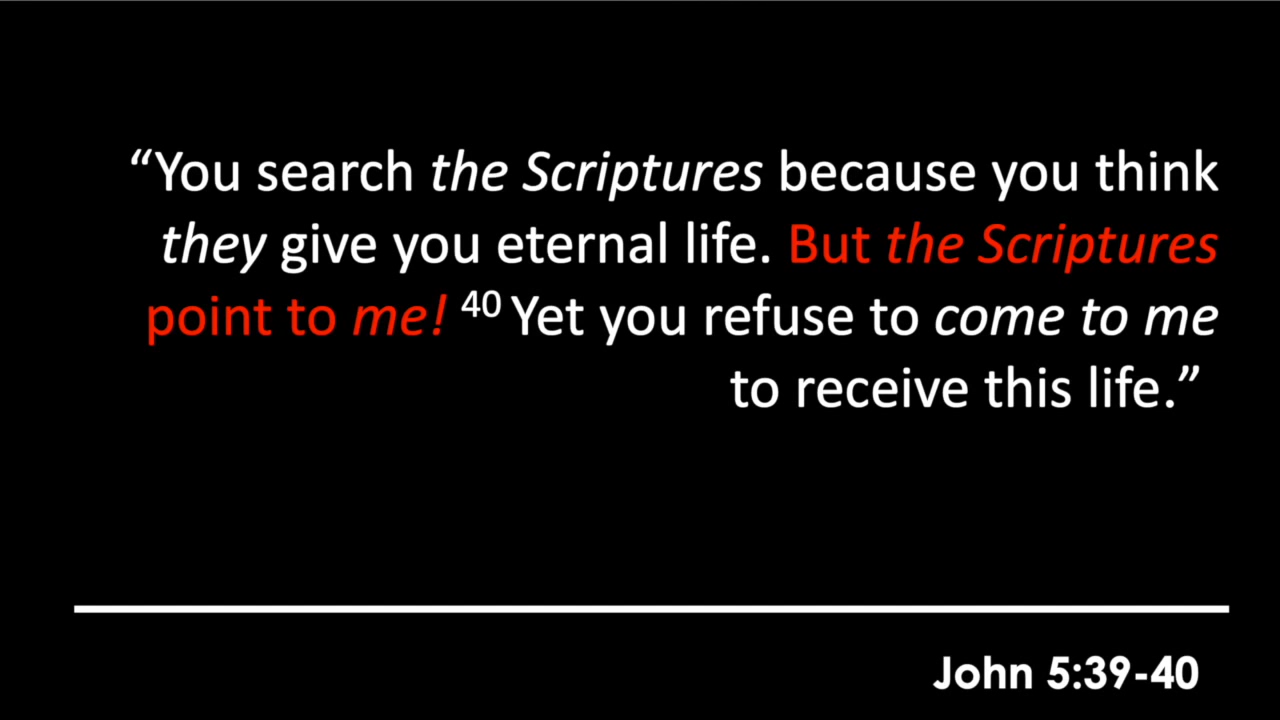 “You search the Scriptures because you think
they give you eternal life. But the Scriptures
point to me! 40 Yet you refuse to come to me
to receive this life.”
John 5:39-40